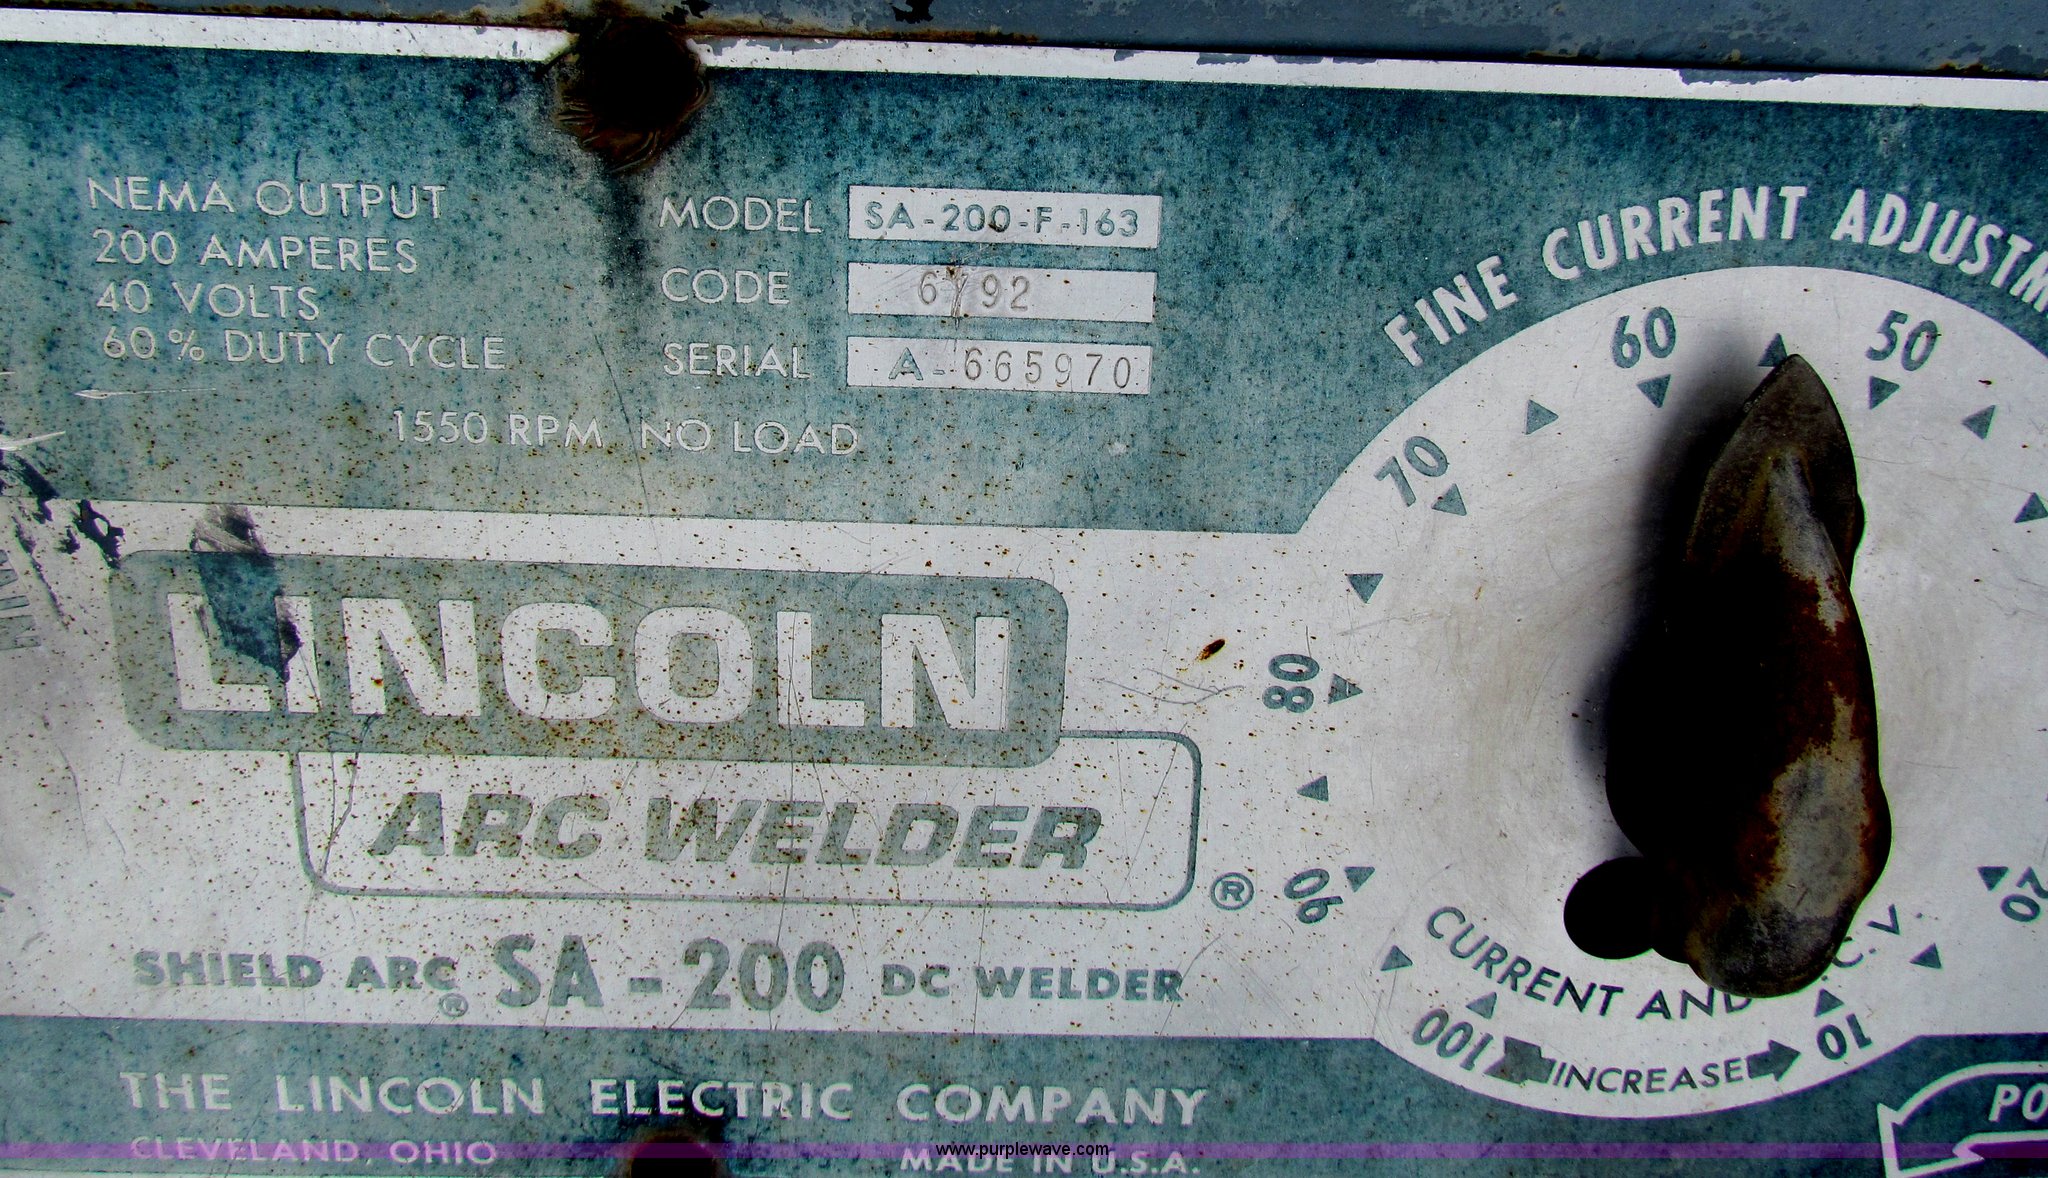 NEMA OUTPUT
200 AMPERES
40 VOLTS
60% DUTY CYCLE
1550 RPM NO LOAD
MODEL SA-200-F-163
CODE
SERIAL A-665970
FINE CURRENT
60
50
70
80
90
20
100
10
CURRENT AND
INCREASE
LINCOLN
ARC WELDER
®
SHIELD ARC® SA-200 DC WELDER
THE LINCOLN ELECTRIC COMPANY
CLEVELAND, OHIO
MADE IN U.S.A.
www.purplewave.com